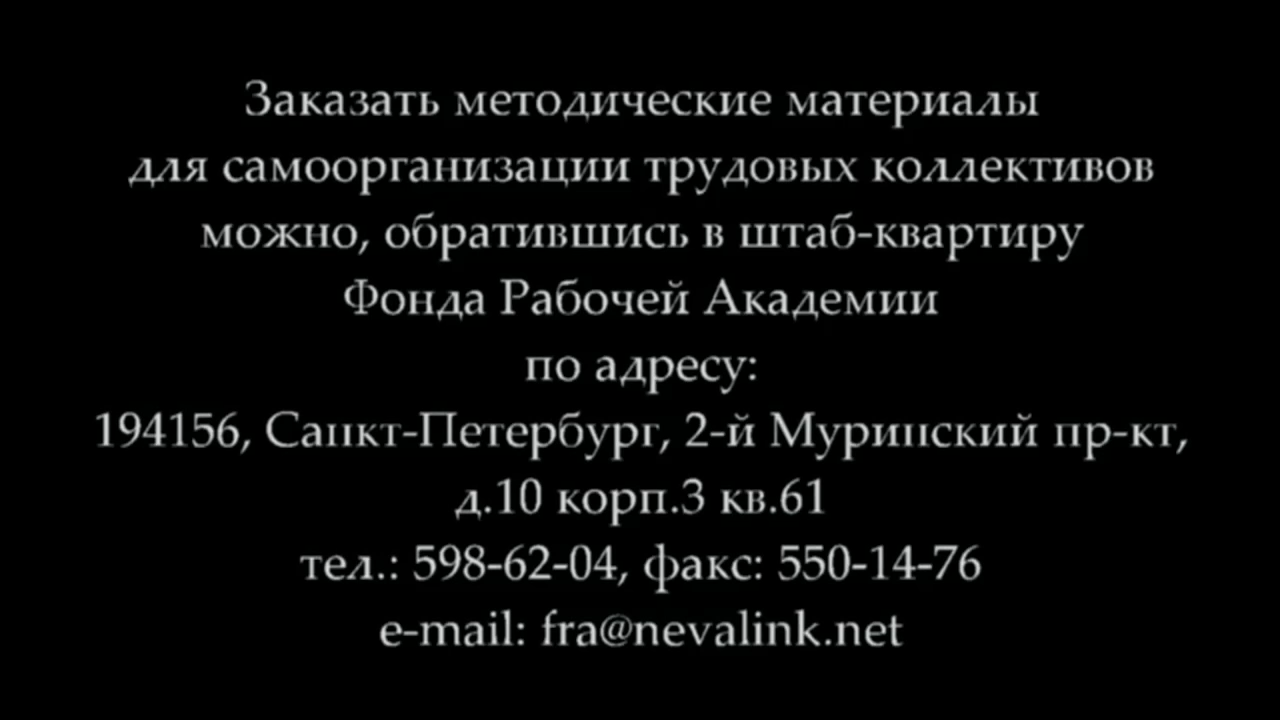 Заказать методические материалы
для самоорганизации трудовых коллективов
можно, обратившись в штаб-квартиру
Фонда Рабочей Академии
по адресу:
194156, Санкт-Петербург, 2-й Муринский пр-кт,
д.10 корп.3 кв.61
тел.: 598-62-04, факс: 550-14-76
e-mail: fra@nevalink.net